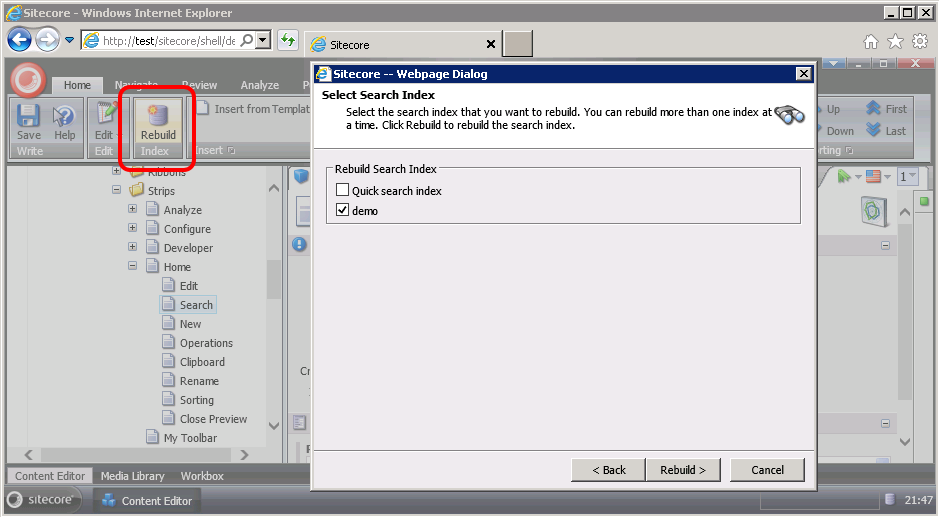 Sitecore - Windows Internet Explorer
http://test/sitecore/shell/de
Sitecore
Home
Navigate
Review
Analyze
Save
Help
Write
Edit
Edit
Rebuild
Index
Insert from Templat
Insert
Up
Down
First
Last
Ribbons
Strips
Analyze
Configure
Developer
Home
Edit
Search
New
Operations
Clipboard
Rename
Sorting
Close Preview
My Toolbar
Sitecore -- Webpage Dialog
Select Search Index
Select the search index that you want to rebuild. You can rebuild more than one index at
a time. Click Rebuild to rebuild the search index.
Rebuild Search Index
Quick search index
demo
< Back
Rebuild >
Cancel
1
Content Editor
Media Library
Workbox
sitecore
Content Editor
21:47